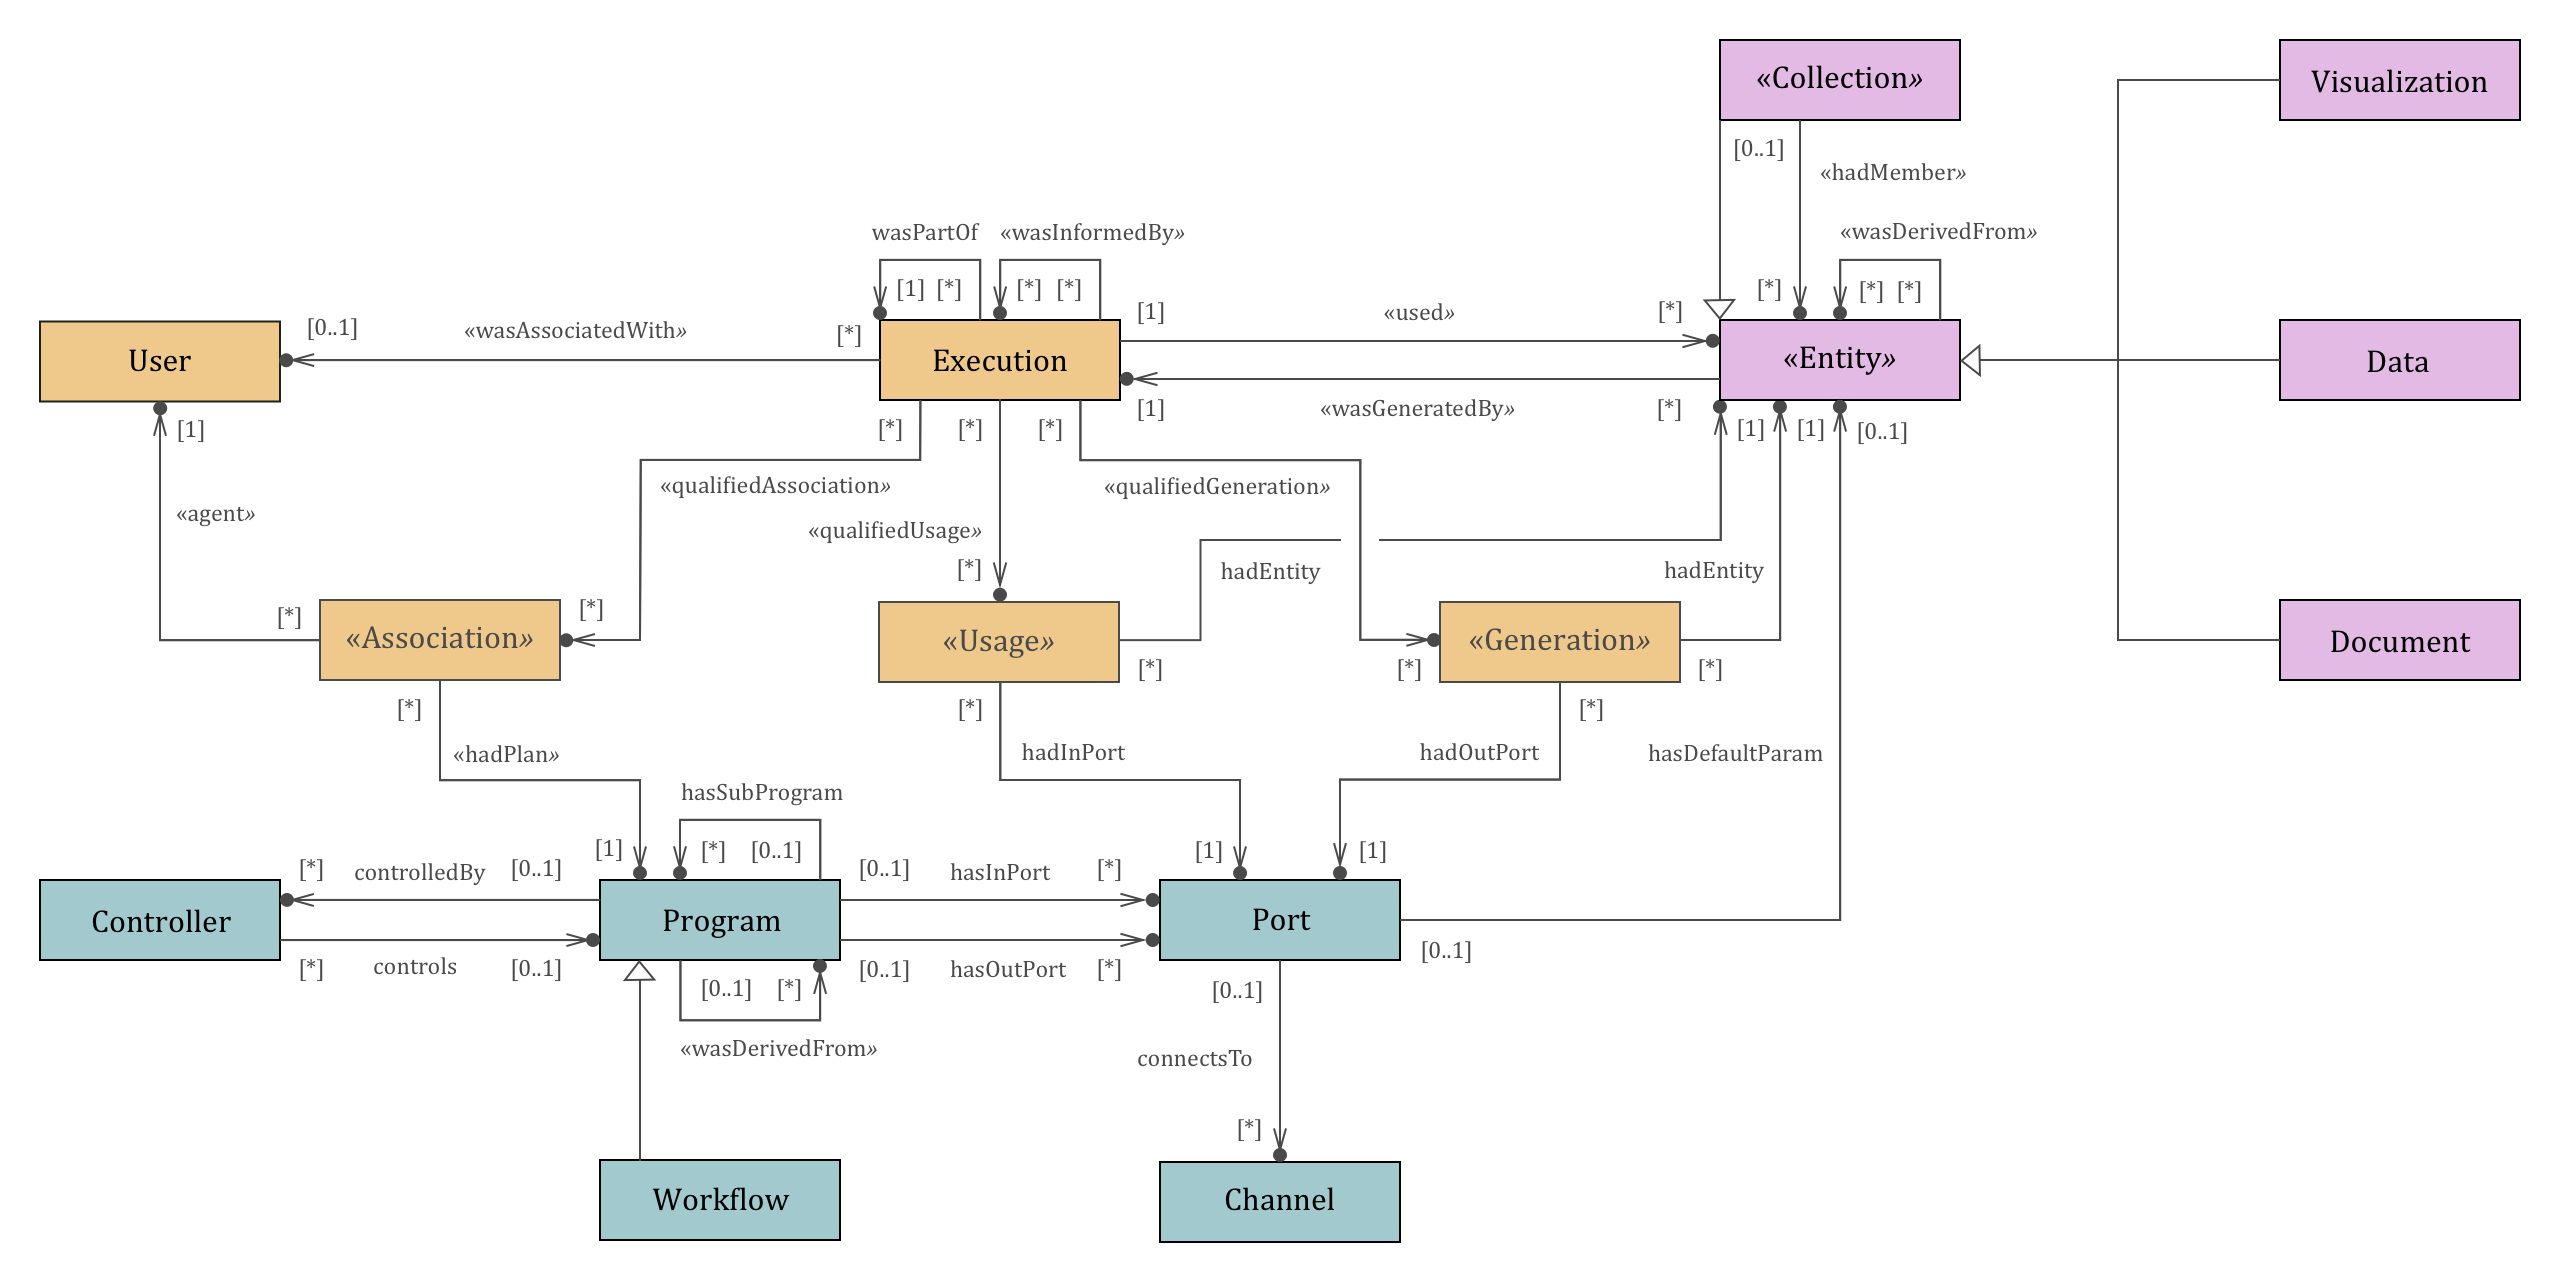 «Collection»
Visualization
[0..1]
«hadMember»
wasPartOf
«wasInformedBy»
«wasDerivedFrom»
[1] [*]
[*] [*]
[*]
[*] [*]
[0..1]
«wasAssociatedWith»
[*]
[1]
«used»
[*]
User
Execution
«Entity»
Data
[1]
«wasGeneratedBy»
[*]
[1]
[*]
[*]
[*]
[1]
[1]
[0..1]
«qualifiedAssociation»
«qualifiedGeneration»
«agent»
«qualifiedUsage»
[*]
hadEntity
hadEntity
[*]
«Association»
[*]
«Usage»
«Generation»
Document
[*]
[*]
[*]
[*]
[*]
[*]
«hadPlan»
hadInPort
hadOutPort
hasDefaultParam
hasSubProgram
[1]
[*]
[0..1]
[1]
[1]
[*]
controlledBy
[0..1]
[0..1]
hasInPort
[*]
Controller
Program
Port
[*]
controls
[0..1]
[0..1]
hasOutPort
[*]
[0..1]
[0..1]
[*]
[0..1]
«wasDerivedFrom»
connectsTo
[*]
Workflow
Channel